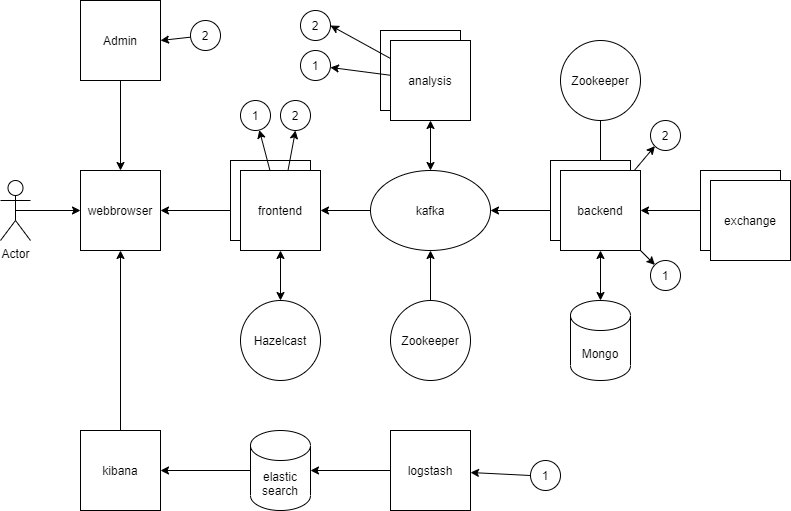 Admin
2
2
1
analysis
Zookeeper
1
2
2
Actor
webbrowser
frontend
kafka
backend
exchange
1
Hazelcast
Zookeeper
Mongo
kibana
elastic
search
logstash
1